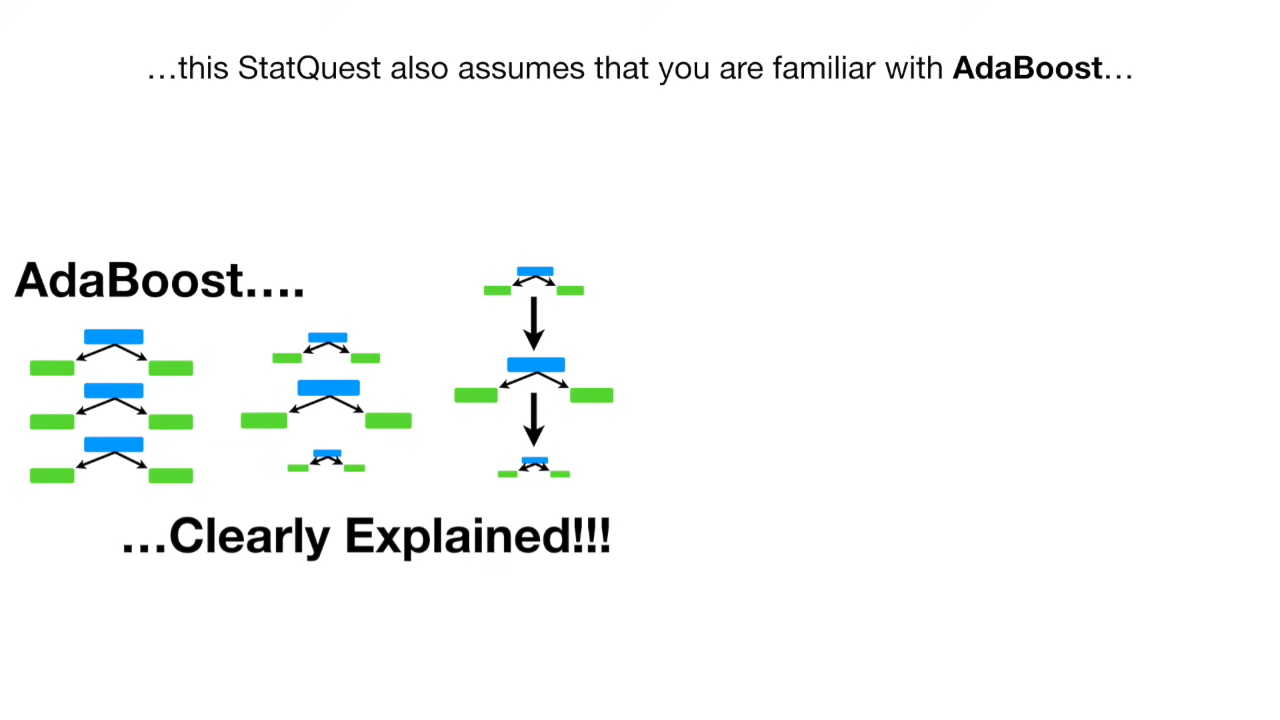 …this StatQuest also assumes that you are familiar with AdaBoost…
AdaBoost….
…Clearly Explained!!!